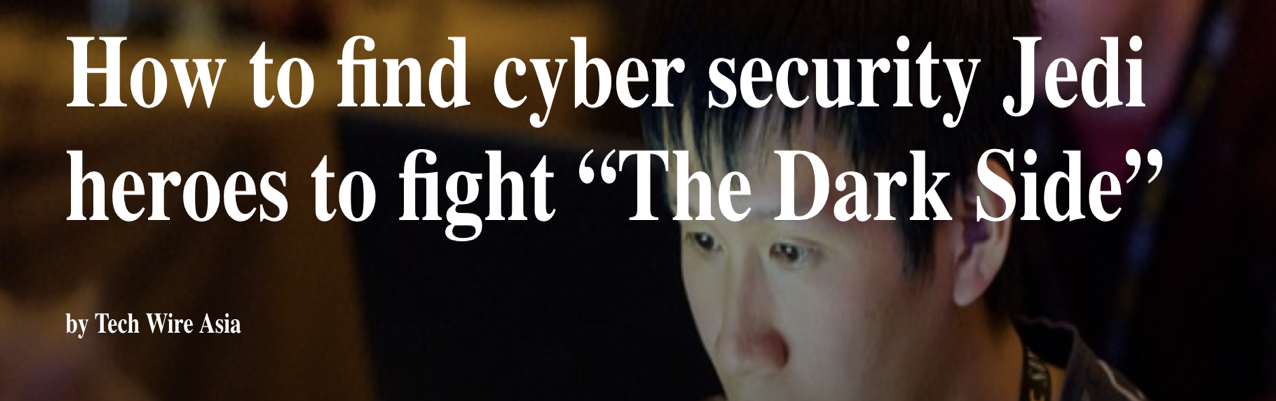 How to find cyber security Jedi
heroes to fight “The Dark Side”
by Tech Wire Asia